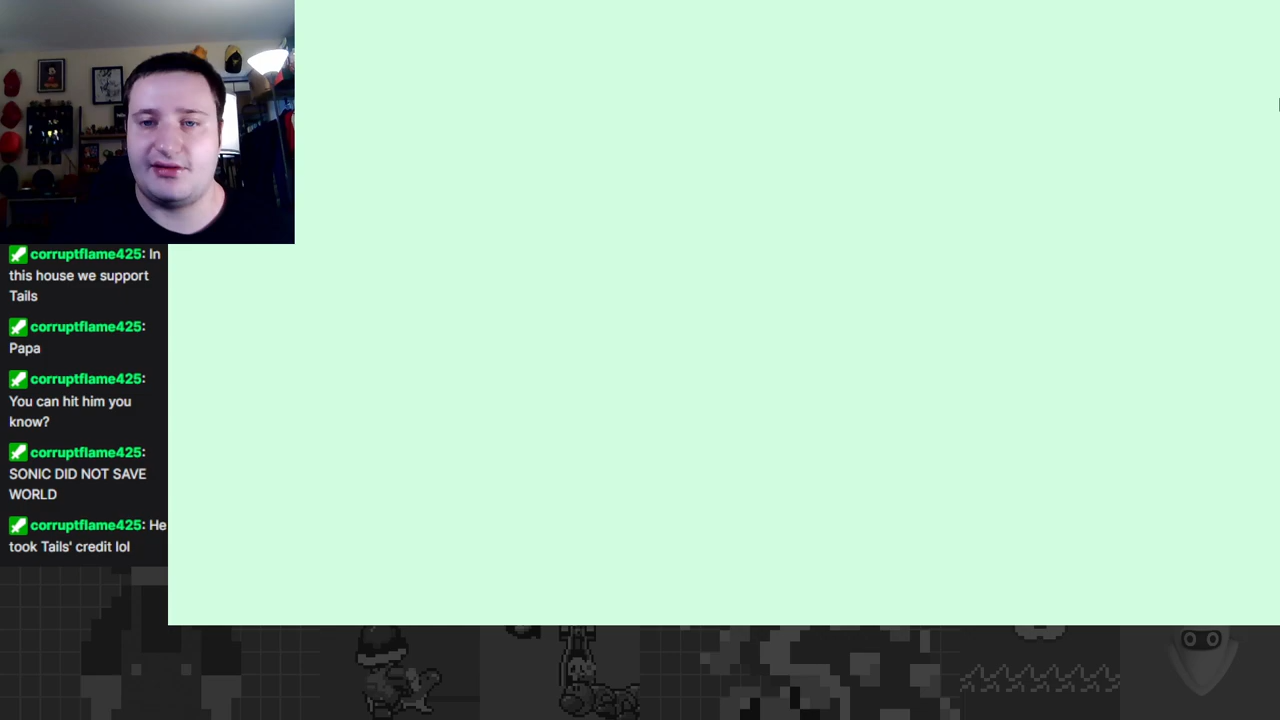 corruptflame425: In
this house we support
Tails
corruptflame425:
Papa
corruptflame425:
You can hit him you
know?
corruptflame425:
SONIC DID NOT SAVE
WORLD
corruptflame425: He
took Tails' credit lol